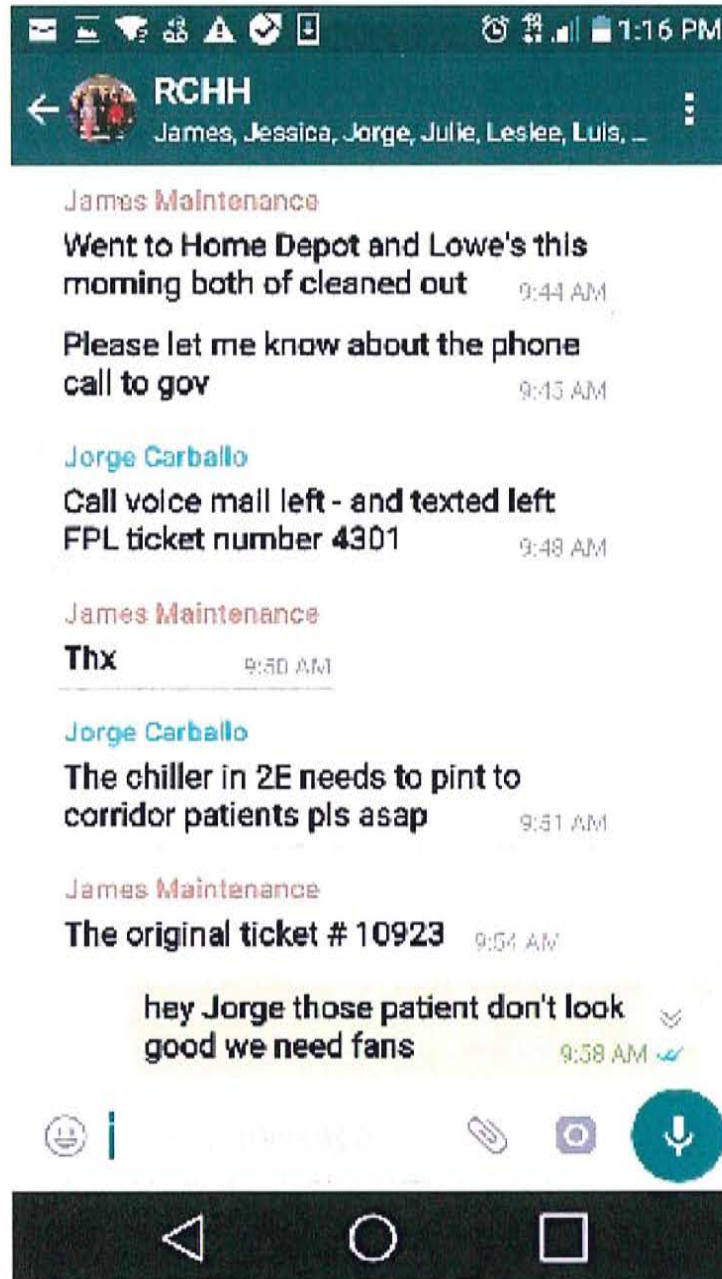 1:16 PM
RCHH
James, Jessica, Jorge, Julie, Leslee, Luis, ...
James Maintenance
Went to Home Depot and Lowe's this
morning both of cleaned out 9:44 AM
Please let me know about the phone
call to gov 9:45 AM
Jorge Carballo
Call voice mail left - and texted left
FPL ticket number 4301 9:48 AM
James Maintenance
Thx 9:50 AM
Jorge Carballo
The chiller in 2E needs to pint to
corridor patients pls asap 9:51 AM
James Maintenance
The original ticket # 10923 9:54 AM
hey Jorge those patient don't look
good we need fans 9:58 AM